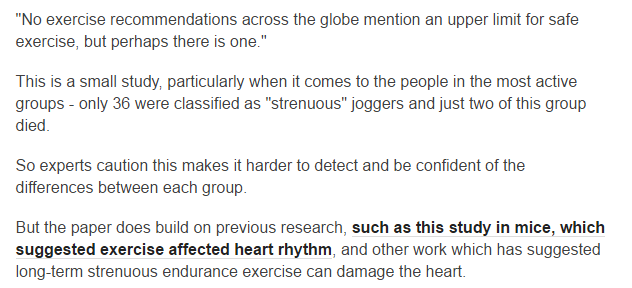 "No exercise recommendations across the globe mention an upper limit for safe
exercise, but perhaps there is one."
This is a small study, particularly when it comes to the people in the most active
groups - only 36 were classified as "strenuous" joggers and just two of this group
died.
So experts caution this makes it harder to detect and be confident of the
differences between each group.
But the paper does build on previous research, such as this study in mice, which
suggested exercise affected heart rhythm, and other work which has suggested
long-term strenuous endurance exercise can damage the heart.